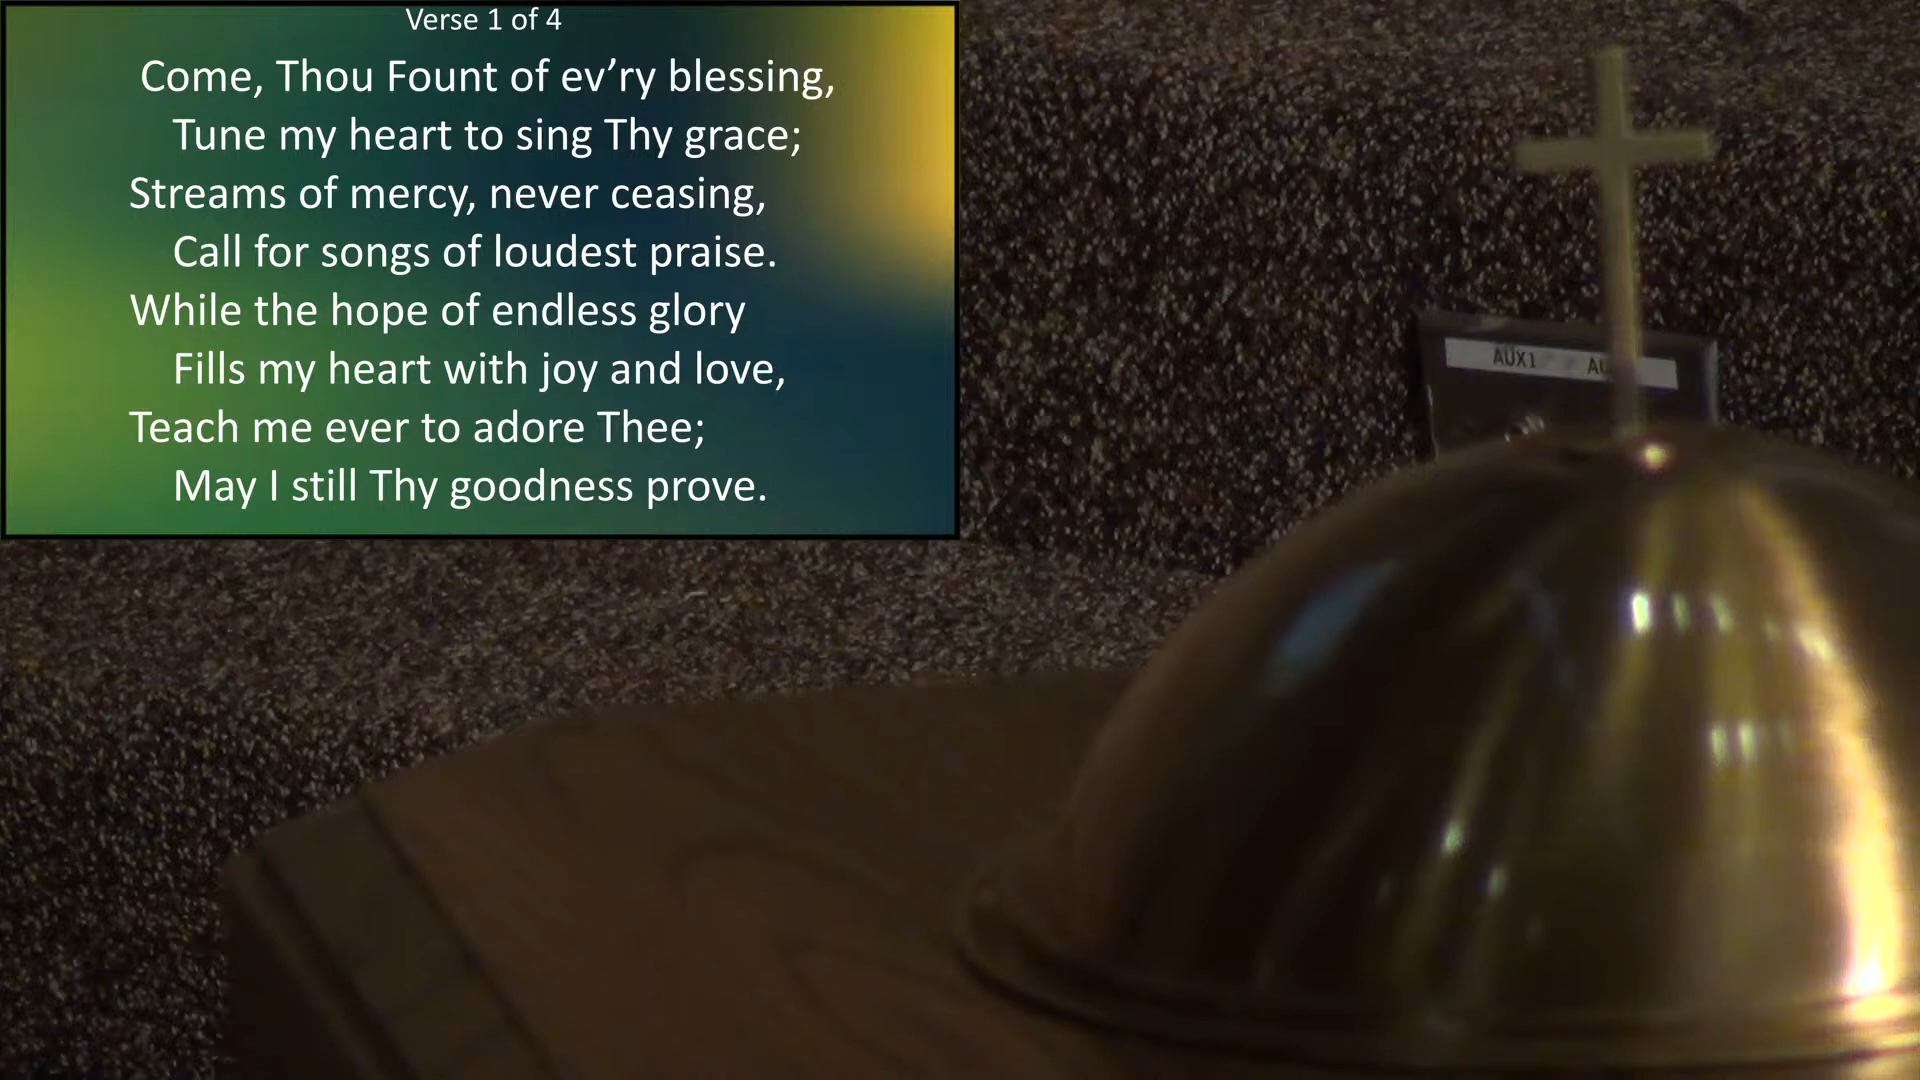 Verse 1 of 4
Come, Thou Fount of ev’ry blessing,
Tune my heart to sing Thy grace;
Streams of mercy, never ceasing,
Call for songs of loudest praise.
While the hope of endless glory
Fills my heart with joy and love,
Teach me ever to adore Thee;
May I still Thy goodness prove.
AUX1